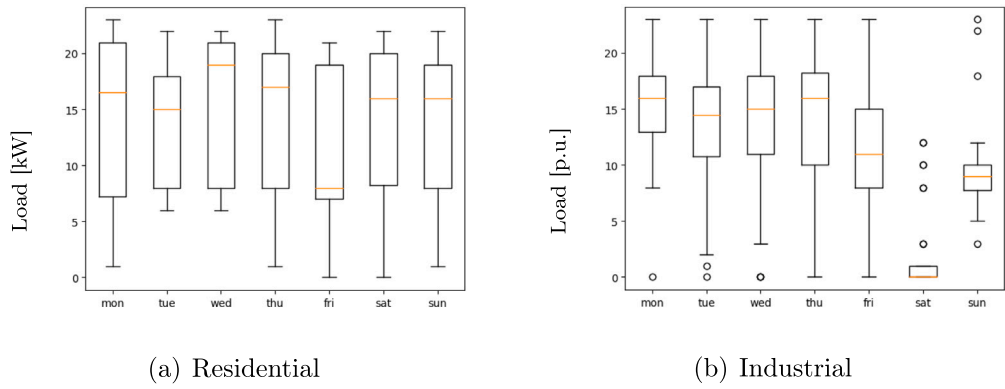 Load [kW]
20
15
10
5
0
mon tue wed thu fri sat sun
(a) Residential
Load [p.u.]
20
15
10
5
0
mon tue wed thu fri sat sun
(b) Industrial